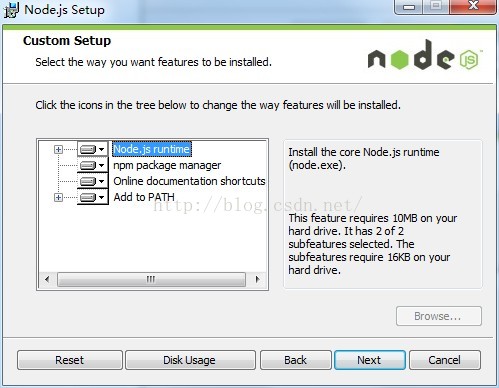 Node.js Setup
Custom Setup
Select the way you want features to be installed.
node
JS
Click the icons in the tree below to change the way features will be installed.
Node.js runtime
npm package manager
Online documentation shortcuts
Add to PATH
Install the core Node.js runtime
(node.exe).
This feature requires 10MB on your
hard drive. It has 2 of 2
subfeatures selected. The
subfeatures require 16KB on your
hard drive.
http://blog.csdn.net/
Browse...
Reset
Disk Usage
Back
Next
Cancel